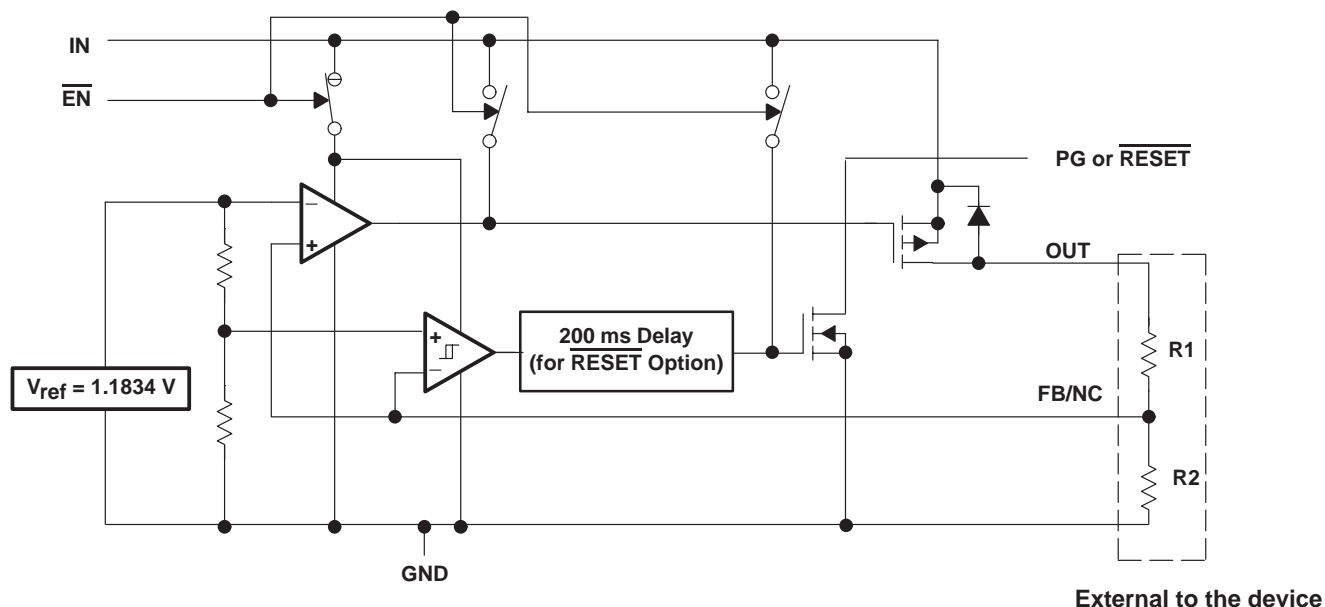 IN
EN
PG or RESET
OUT
200 ms Delay
(for RESET Option)
R1
Vref = 1.1834 V
FB/NC
R2
GND
External to the device